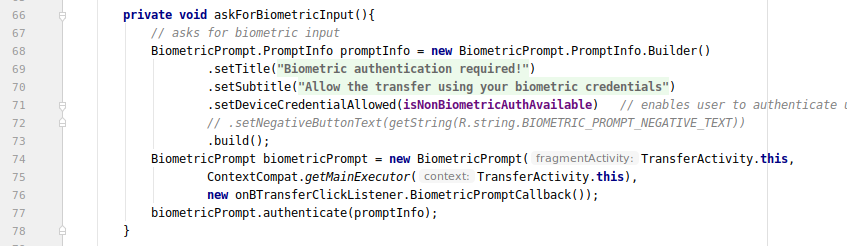 66 private void askForBiometricInput(){
67 // asks for biometric input
68 BiometricPrompt.PromptInfo promptInfo = new BiometricPrompt.PromptInfo.Builder()
69 .setTitle("Biometric authentication required!")
70 .setSubtitle("Allow the transfer using your biometric credentials")
71 .setDeviceCredentialAllowed(isNonBiometricAuthAvailable) // enables user to authenticate
72 // .setNegativeButtonText(getString(R.string.BIOMETRIC_PROMPT_NEGATIVE_TEXT))
73 .build();
74 BiometricPrompt biometricPrompt = new BiometricPrompt( fragmentActivity: TransferActivity.this,
75 ContextCompat.getMainExecutor( context: TransferActivity.this),
76 new onBTransferClickListener.BiometricPromptCallback());
77 biometricPrompt.authenticate(promptInfo);
78 }